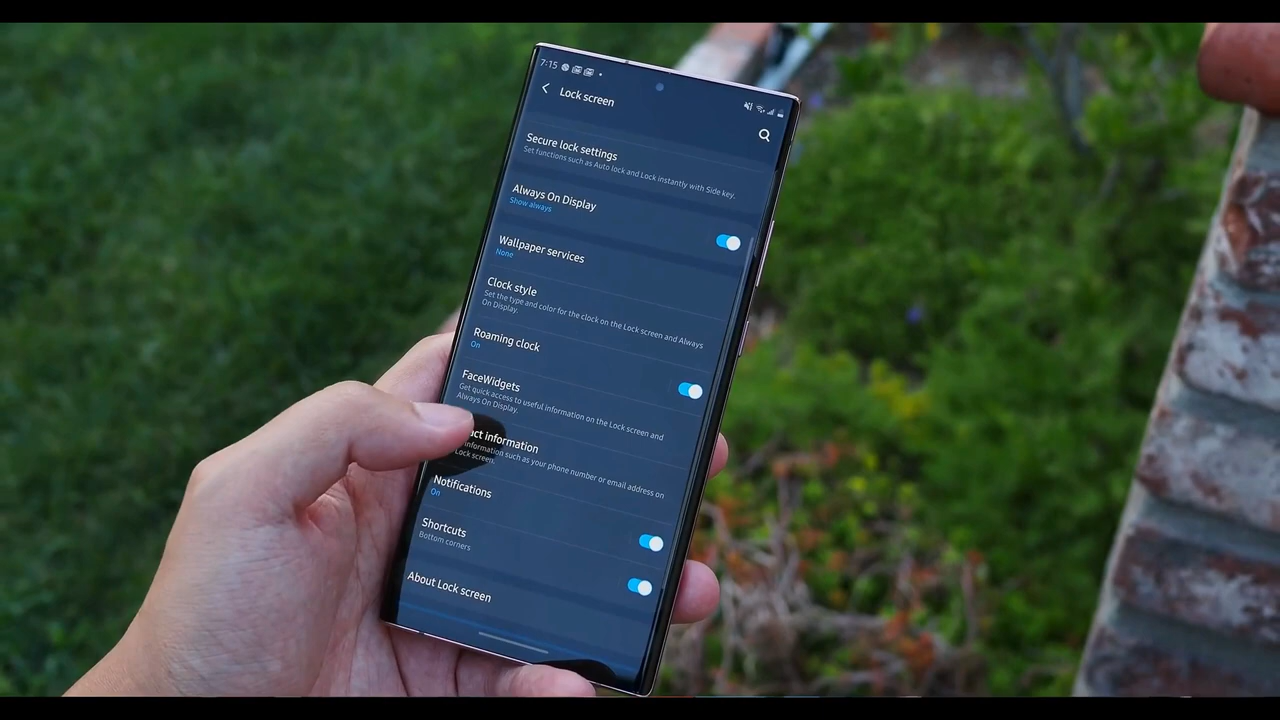 7:15
Lock screen
Secure lock settings
Set functions such as Auto lock and Lock instantly with Side key.
Always On Display
Show always
Wallpaper services
None
Clock style
Set the type and color for the clock on the Lock screen and Always
On Display.
Roaming clock
On
FaceWidgets
Get quick access to useful information on the Lock screen and
Always On Display.
information
information such as your phone number or email address on
Lock screen.
Notifications
On
Shortcuts
Bottom corners
About Lock screen